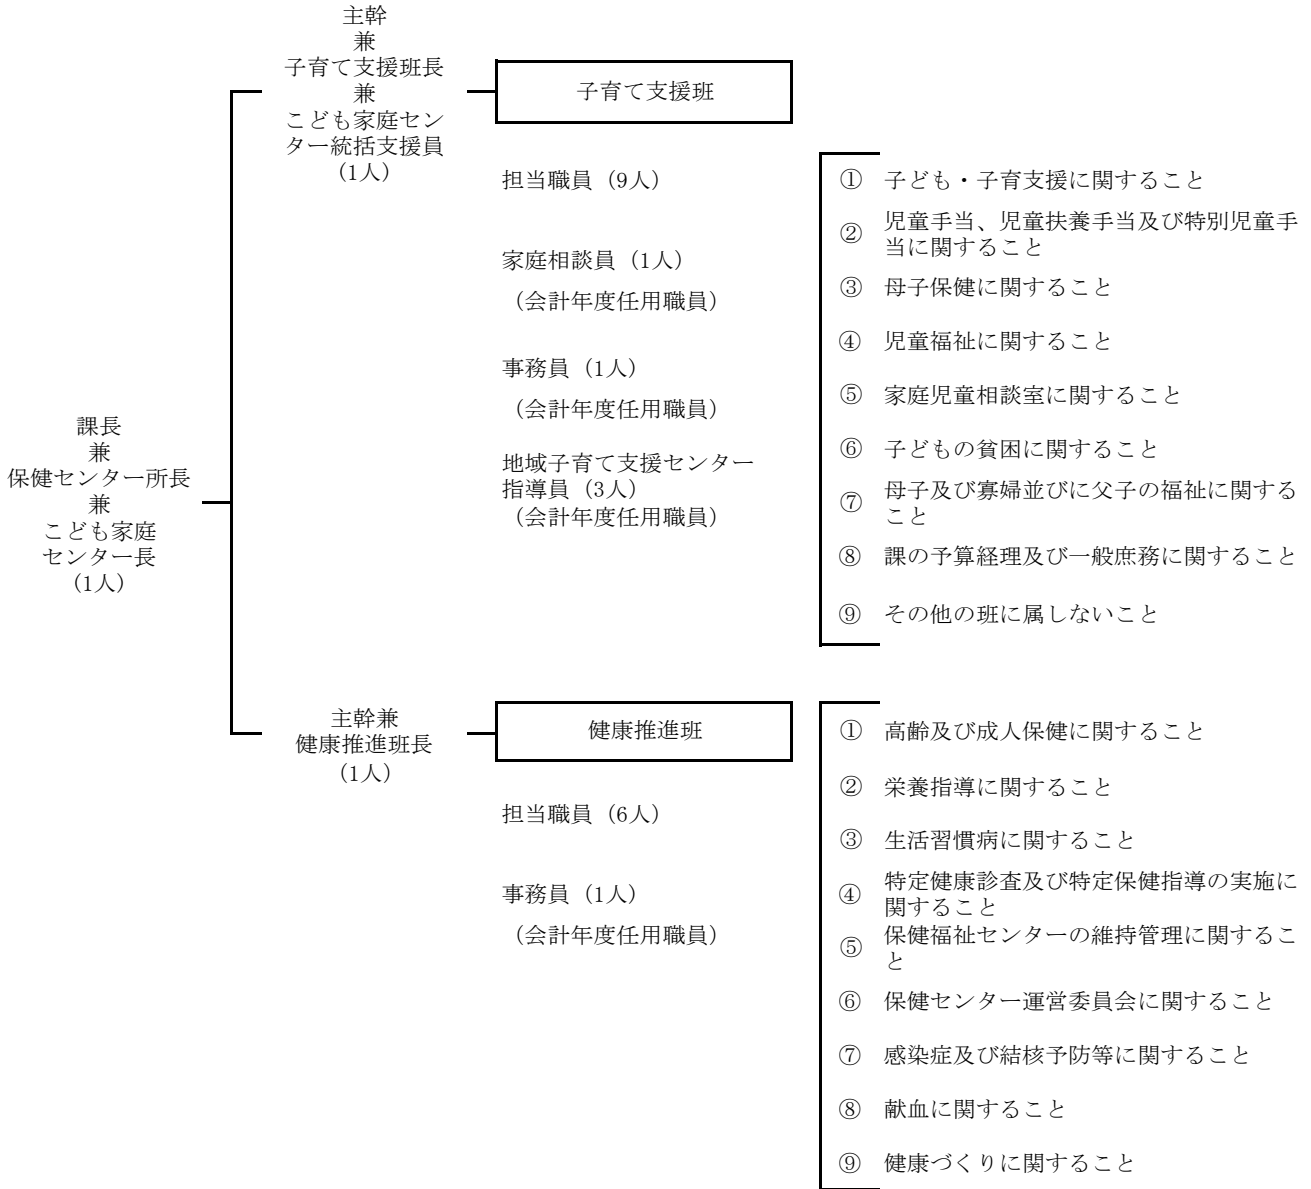 主幹
兼
子育て支援班長
兼
こども家庭セン
ター統括支援員
（1人）
子育て支援班
担当職員（9人）
家庭相談員（1人）
（会計年度任用職員）
事務員（1人）
（会計年度任用職員）
地域子育て支援センター
指導員（3人）
（会計年度任用職員）
① 子ども・子育支援に関すること
② 児童手当、児童扶養手当及び特別児童手
当に関すること
③ 母子保健に関すること
④ 児童福祉に関すること
⑤ 家庭児童相談室に関すること
⑥ 子どもの貧困に関すること
⑦ 母子及び寡婦並びに父子の福祉に関する
こと
⑧ 課の予算経理及び一般庶務に関すること
⑨ その他の班に属しないこと
課長
兼
保健センター所長
兼
こども家庭
センター長
（1人）
主幹兼
健康推進班長
（1人）
健康推進班
担当職員（6人）
事務員（1人）
（会計年度任用職員）
① 高齢及び成人保健に関すること
② 栄養指導に関すること
③ 生活習慣病に関すること
④ 特定健康診査及び特定保健指導の実施に
関すること
⑤ 保健福祉センターの維持管理に関するこ
と
⑥ 保健センター運営委員会に関すること
⑦ 感染症及び結核予防等に関すること
⑧ 献血に関すること
⑨ 健康づくりに関すること